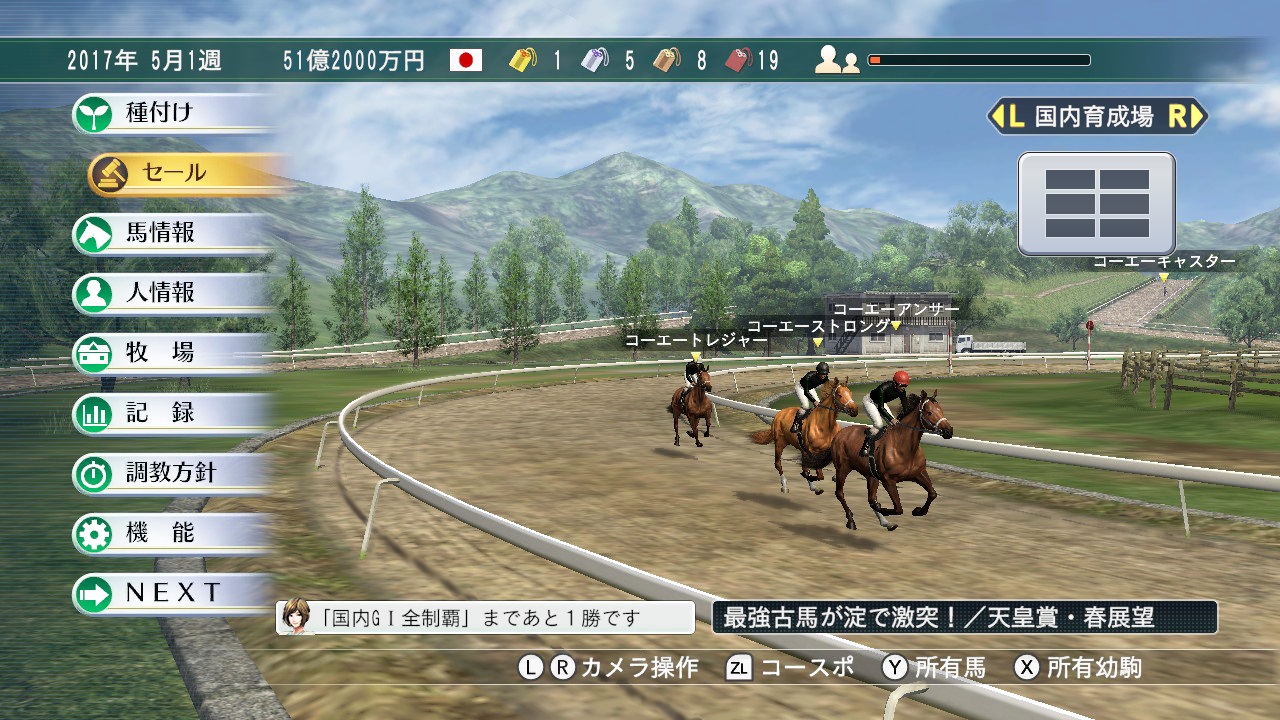 2017年 5月1週 51億2000万円 1 5 8 19
種付け
セール
馬情報
人情報
牧 場
記 録
調教方針
機 能
NEXT
L 国内育成場 R
コーエーキャスター
コーエーアンサー
コーエーストロング
コーエートレジャー
「国内GⅠ全制覇」まであと1勝です
最強古馬が淀で激突!/天皇賞・春展望
L R カメラ操作 ZL コースポ Y 所有馬 X 所有幼駒